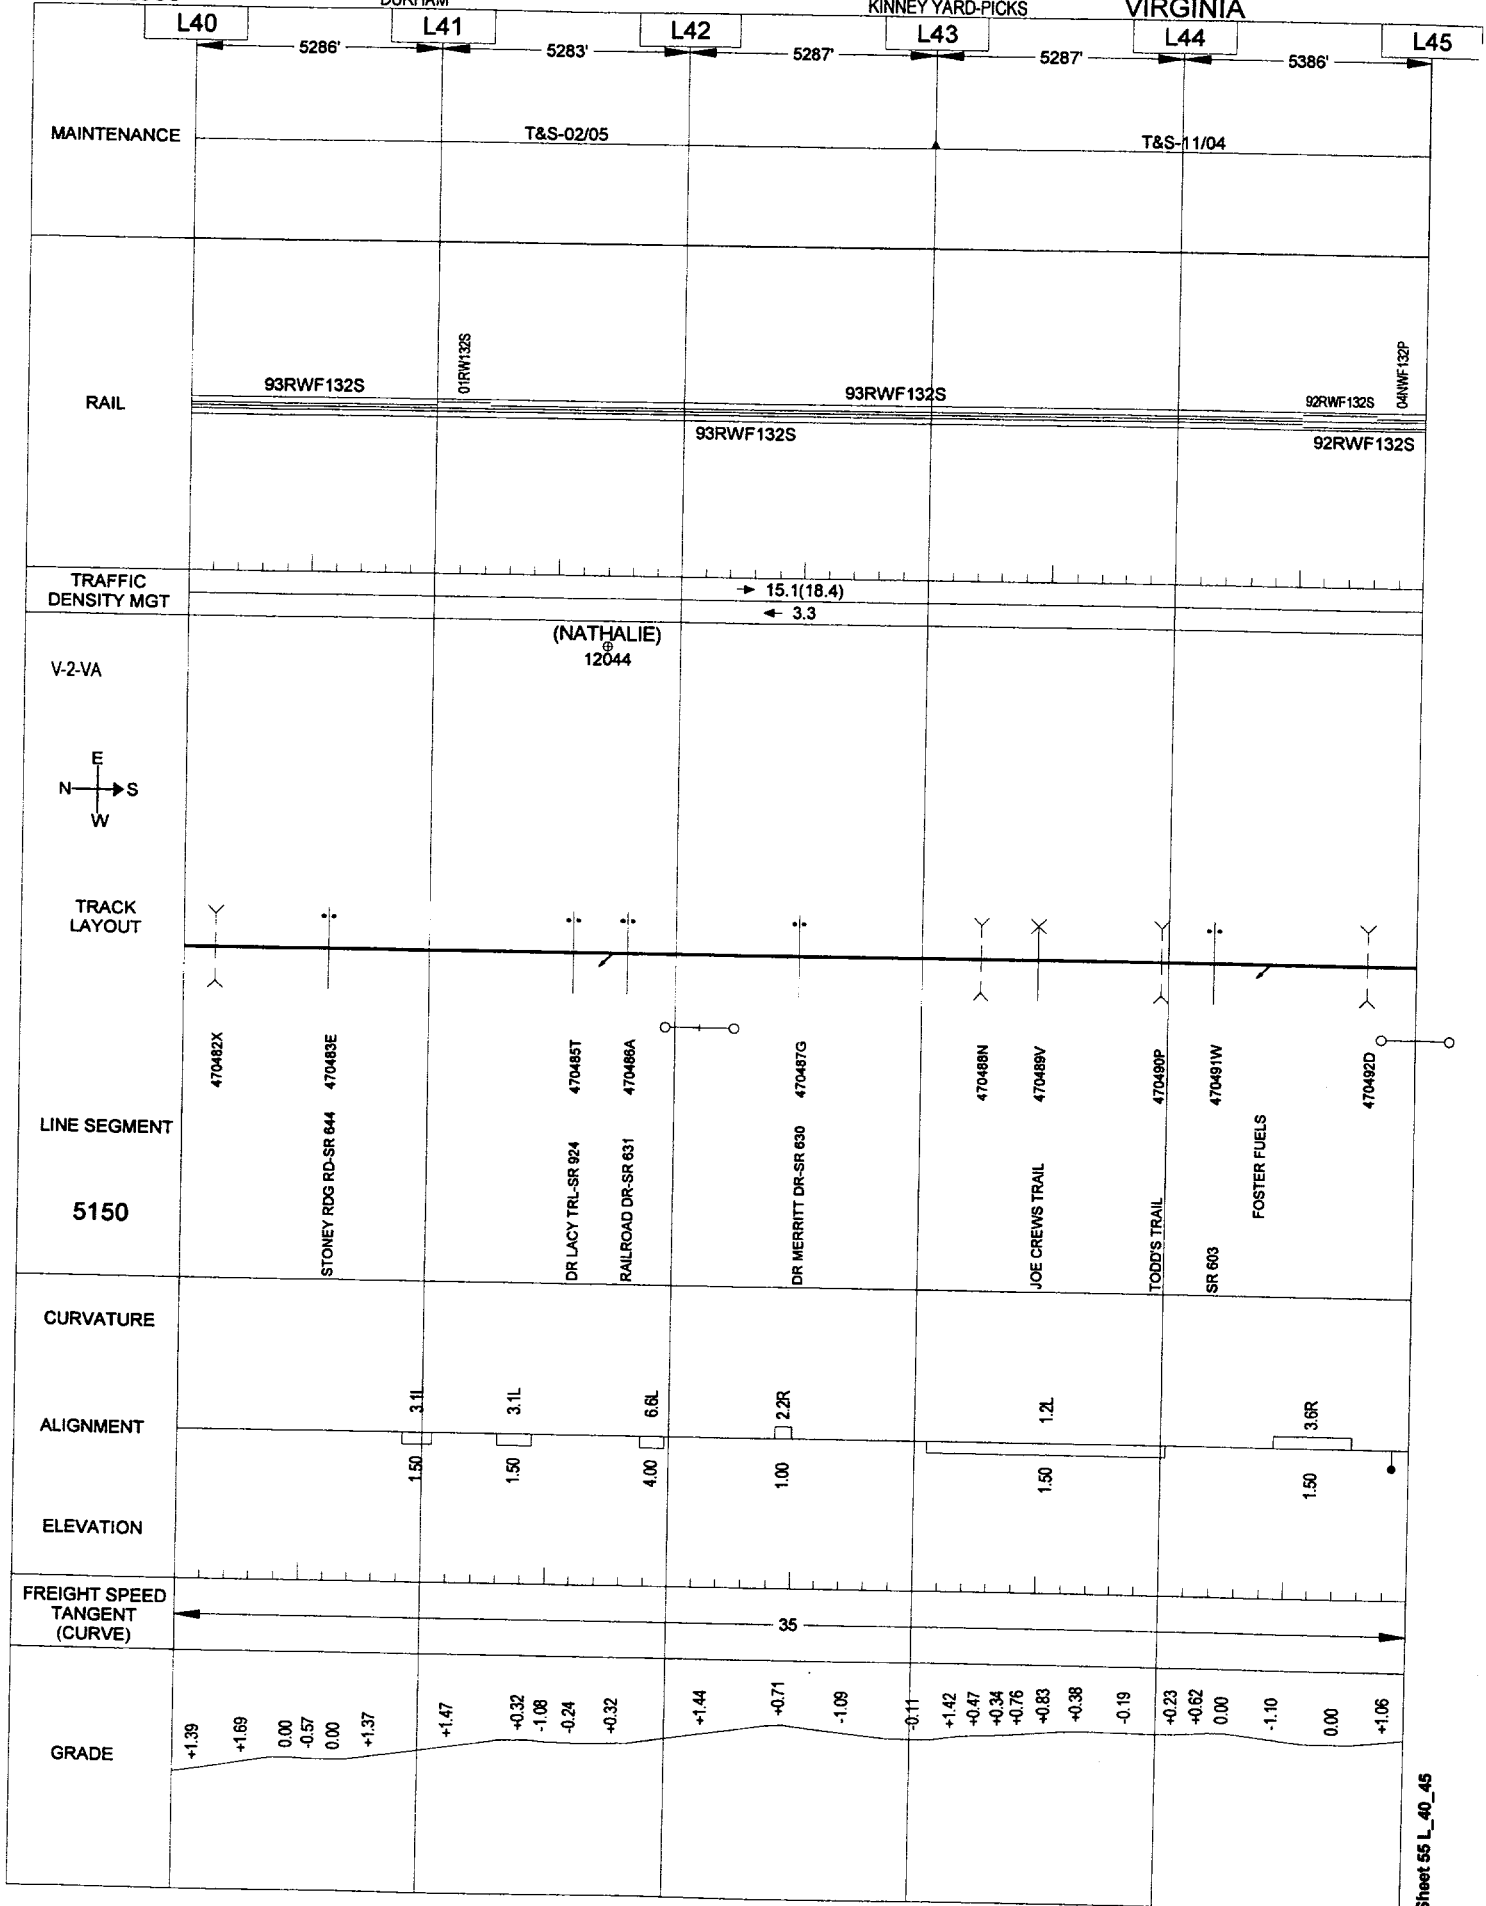 DURHAM
KINNEY YARD-PICKS
VIRGINIA
L40
L41
L42
L43
L44
L45
5286'
5283'
5287'
5287'
5386'
MAINTENANCE
T&S-02/05
T&S-11/04
RAIL
93RWF132S
01RW132S
93RWF132S
93RWF132S
92RWF132S
04NWF132P
92RWF132S
TRAFFIC
DENSITY MGT
15.1(18.4)
3.3
V-2-VA
(NATHALIE)
12044
E
N S
W
TRACK
LAYOUT
470482X
STONEY RDG RD-SR 644 470483E
DR LACY TRL-SR 924 470485T
RAILROAD DR-SR 631 470486A
DR MERRITT DR-SR 630 470487G
470488N
JOE CREWS TRAIL 470489V
TODD'S TRAIL 470490P
SR 603 470491W
FOSTER FUELS
470492D
LINE SEGMENT
5150
CURVATURE
ALIGNMENT
3.1L
3.1L
6.6L
2.2R
1.2L
3.6R
1.50
1.50
4.00
1.00
1.50
1.50
ELEVATION
FREIGHT SPEED
TANGENT
(CURVE)
35
GRADE
+1.39
+1.69
0.00
-0.57
0.00
+1.37
+1.47
+0.32
-1.08
-0.24
+0.32
+1.44
+0.71
-1.09
-0.11
+1.42
+0.47
+0.34
+0.76
+0.83
+0.38
-0.19
+0.23
+0.62
0.00
-1.10
0.00
+1.06
Sheet 55 L_40_45